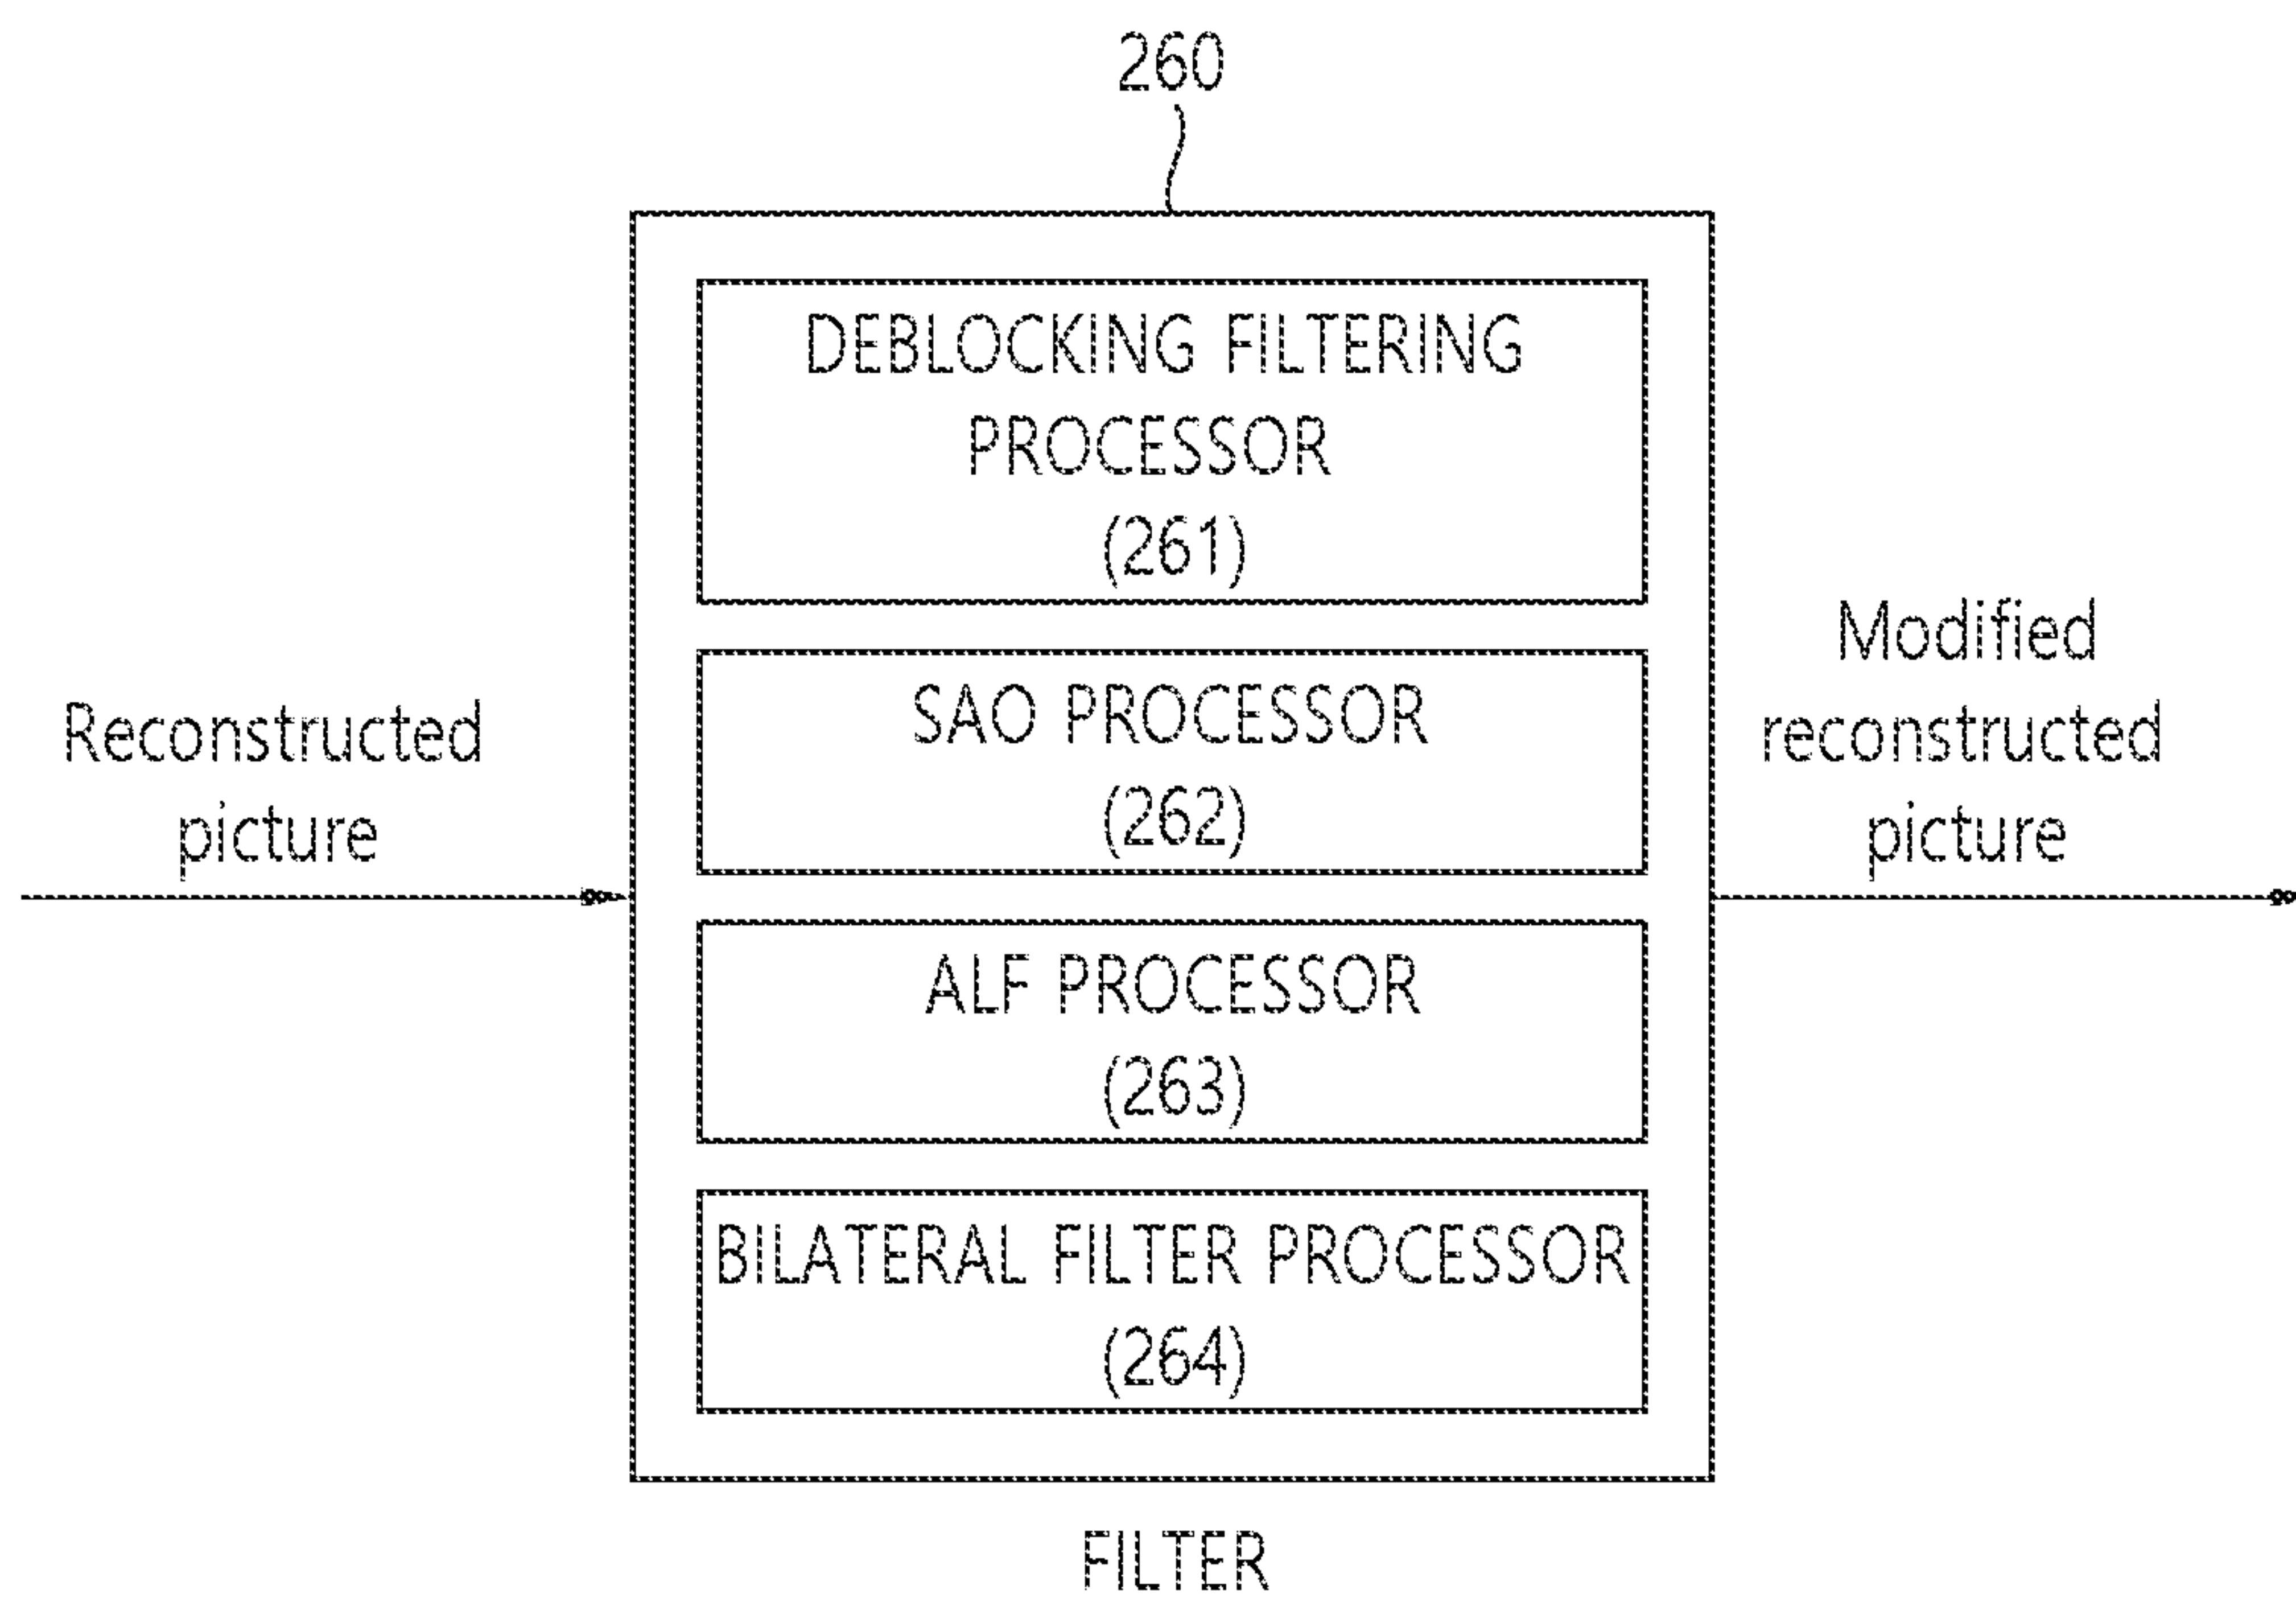 260
DEBLOCKING FILTERING
PROCESSOR
(261)
SAO PROCESSOR
(262)
ALF PROCESSOR
(263)
BILATERAL FILTER PROCESSOR
(264)
Reconstructed
picture
Modified
reconstructed
picture
FILTER